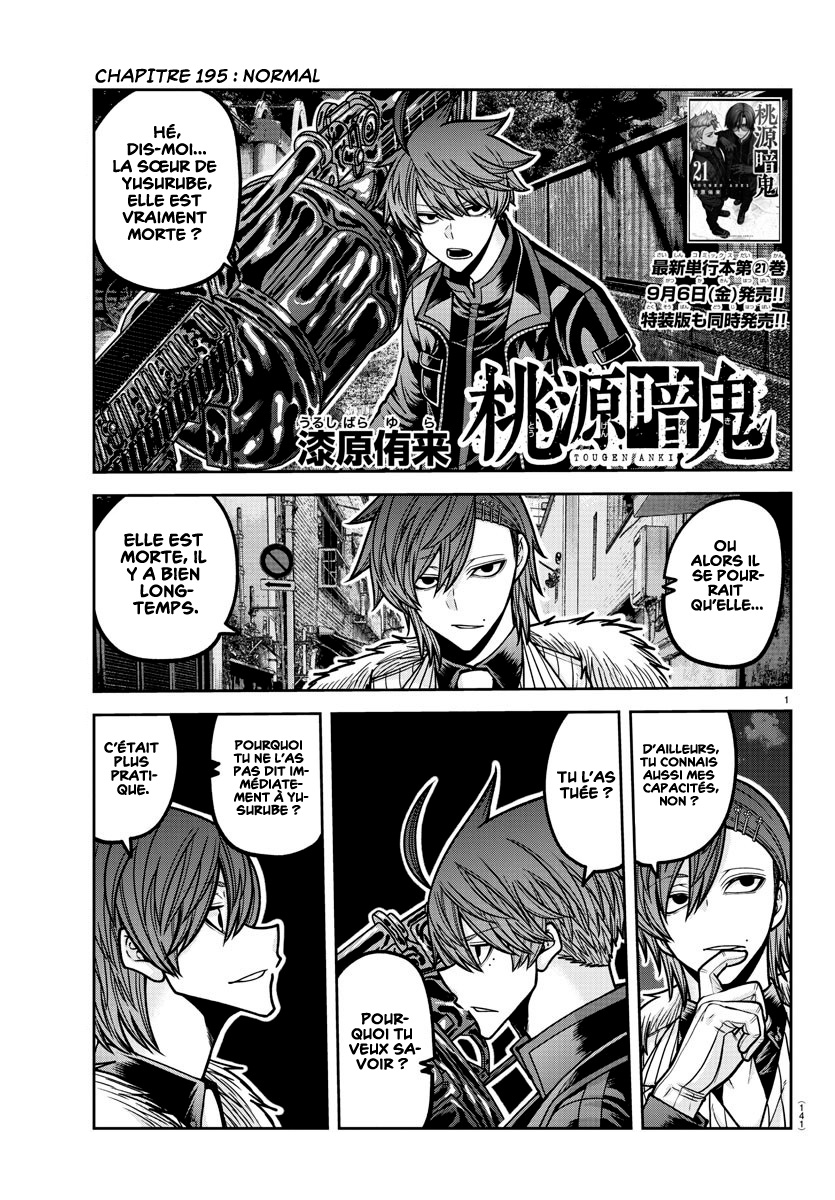 CHAPITRE 195 : NORMAL
HÉ,
DIS-MOI...
LA SŒUR DE
YUSURUBE,
ELLE EST
VRAIMENT
MORTE ?
桃源暗鬼
21
最新単行本第㉑巻
9月6日(金)発売!!
特装版も同時発売!!
うるしばら ゆら
漆原侑来
桃源暗鬼
TOUGEN ANKI
OU
ALORS IL
SE POUR-
RAIT
QU'ELLE...
ELLE EST
MORTE, IL
Y A BIEN
LONG-
TEMPS.
1
D'AILLEURS,
TU CONNAIS
AUSSI MES
CAPACITÉS,
NON ?
TU L'AS
TUÉE ?
POUR-
QUOI TU
VEUX SA-
VOIR ?
POURQUOI
TU NE L'AS
PAS DIT IM-
MÉDIATE-
MENT À YU-
SURUBE ?
C'ÉTAIT
PLUS
PRATI-
QUE.
(141)